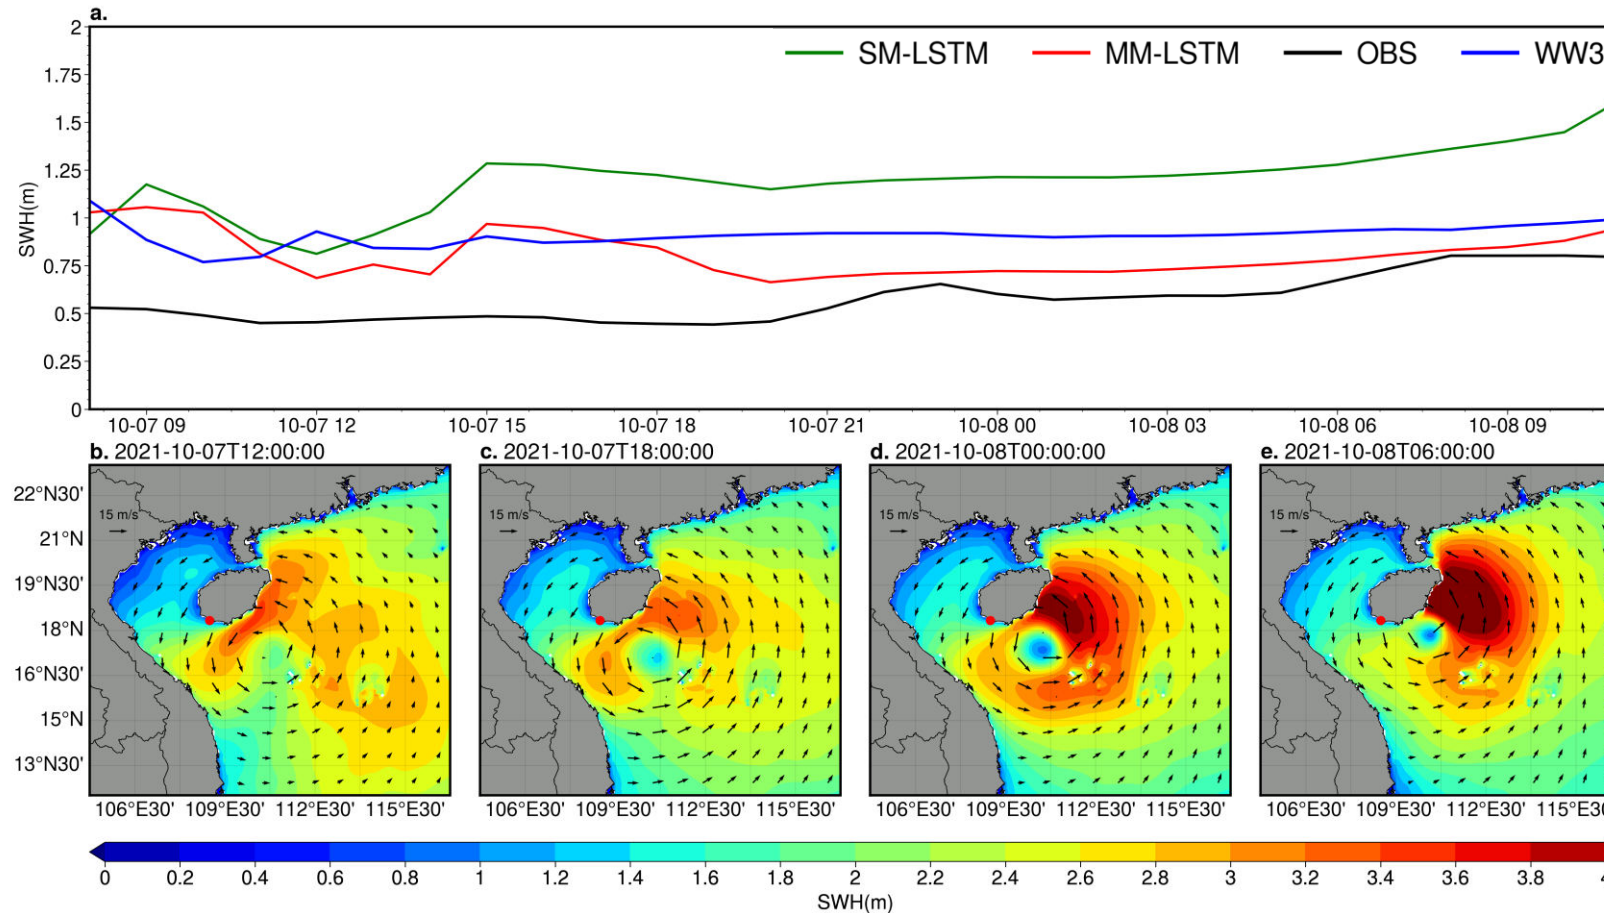 a.
SM-LSTM MM-LSTM OBS WW3
2
1.75
1.5
1.25
1
0.75
0.5
0.25
0
SWH(m)
10-07 09 10-07 12 10-07 15 10-07 18 10-07 21 10-08 00 10-08 03 10-08 06 10-08 09
b. 2021-10-07T12:00:00 c. 2021-10-07T18:00:00 d. 2021-10-08T00:00:00 e. 2021-10-08T06:00:00
22°N30'
15 m/s 15 m/s 15 m/s 15 m/s
21°N
19°N30'
18°N
16°N30'
15°N
13°N30'
106°E30' 109°E30' 112°E30' 115°E30' 106°E30' 109°E30' 112°E30' 115°E30' 106°E30' 109°E30' 112°E30' 115°E30' 106°E30' 109°E30' 112°E30' 115°E30
0 0.2 0.4 0.6 0.8 1 1.2 1.4 1.6 1.8 2 2.2 2.4 2.6 2.8 3 3.2 3.4 3.6 3.8 4
SWH(m)